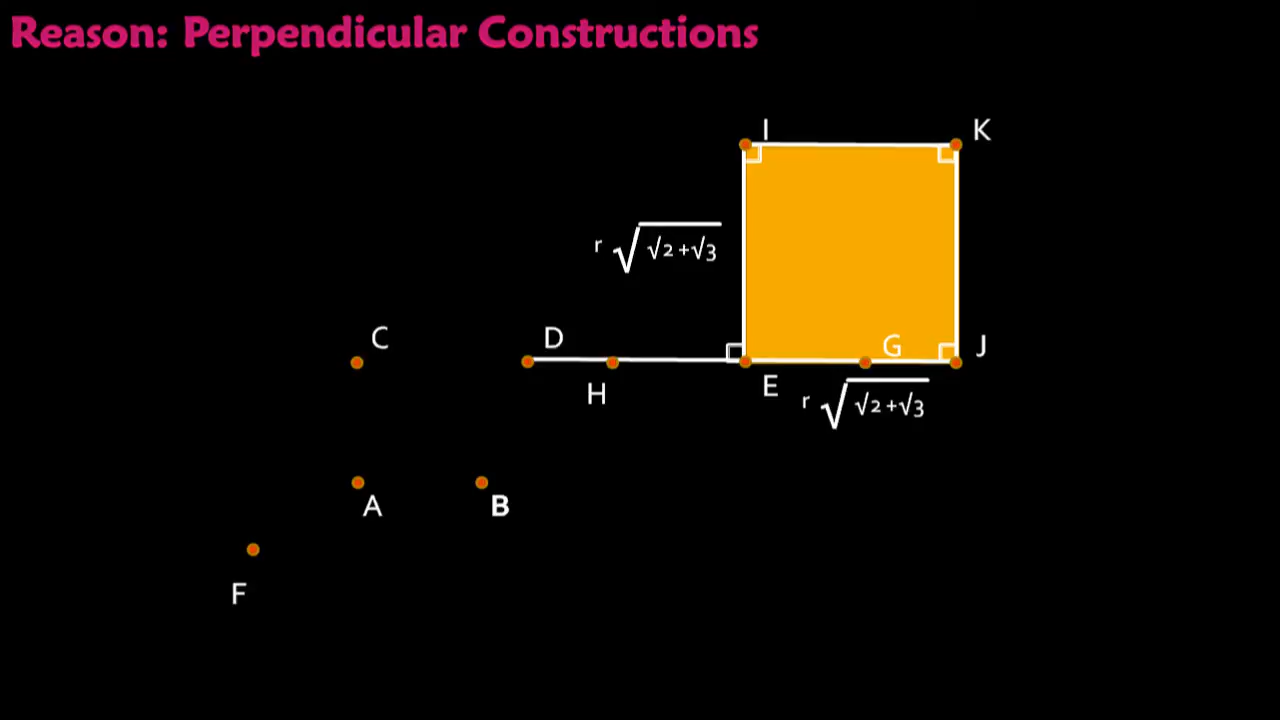 Reason: Perpendicular Constructions
I
K
r √(√2+√3)
C
D
G
J
H
E
r √(√2+√3)
A
B
F